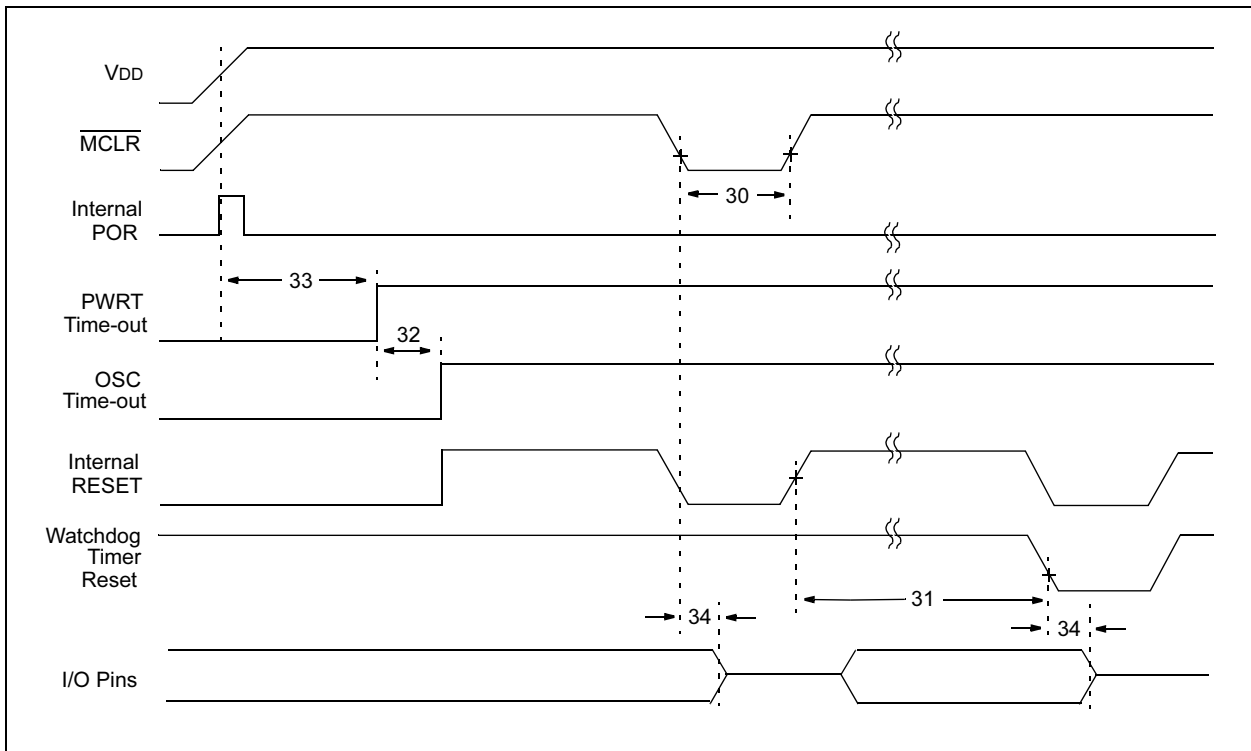 VDD
MCLR
30
Internal
POR
33
PWRT
Time-out
32
OSC
Time-out
Internal
RESET
Watchdog
Timer
Reset
31
34
34
I/O Pins